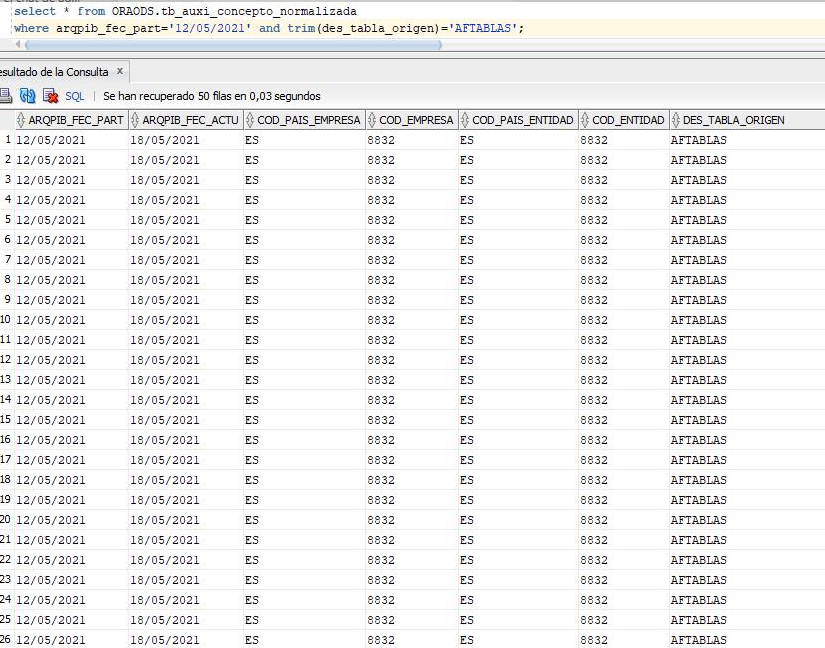 select * from ORAODS.tb_auxi_concepto_normalizada
where arqpib_fec_part='12/05/2021' and trim(des_tabla_origen)='AFTABLAS';
esultado de la Consulta x
SQL | Se han recuperado 50 filas en 0,03 segundos
ARQPIB_FEC_PART ARQPIB_FEC_ACTU COD_PAIS_EMPRESA COD_EMPRESA COD_PAIS_ENTIDAD COD_ENTIDAD DES_TABLA_ORIGEN
1 12/05/2021 18/05/2021 ES 8832 ES 8832 AFTABLAS
2 12/05/2021 18/05/2021 ES 8832 ES 8832 AFTABLAS
3 12/05/2021 18/05/2021 ES 8832 ES 8832 AFTABLAS
4 12/05/2021 18/05/2021 ES 8832 ES 8832 AFTABLAS
5 12/05/2021 18/05/2021 ES 8832 ES 8832 AFTABLAS
6 12/05/2021 18/05/2021 ES 8832 ES 8832 AFTABLAS
7 12/05/2021 18/05/2021 ES 8832 ES 8832 AFTABLAS
8 12/05/2021 18/05/2021 ES 8832 ES 8832 AFTABLAS
9 12/05/2021 18/05/2021 ES 8832 ES 8832 AFTABLAS
10 12/05/2021 18/05/2021 ES 8832 ES 8832 AFTABLAS
11 12/05/2021 18/05/2021 ES 8832 ES 8832 AFTABLAS
12 12/05/2021 18/05/2021 ES 8832 ES 8832 AFTABLAS
13 12/05/2021 18/05/2021 ES 8832 ES 8832 AFTABLAS
14 12/05/2021 18/05/2021 ES 8832 ES 8832 AFTABLAS
15 12/05/2021 18/05/2021 ES 8832 ES 8832 AFTABLAS
16 12/05/2021 18/05/2021 ES 8832 ES 8832 AFTABLAS
17 12/05/2021 18/05/2021 ES 8832 ES 8832 AFTABLAS
18 12/05/2021 18/05/2021 ES 8832 ES 8832 AFTABLAS
19 12/05/2021 18/05/2021 ES 8832 ES 8832 AFTABLAS
20 12/05/2021 18/05/2021 ES 8832 ES 8832 AFTABLAS
21 12/05/2021 18/05/2021 ES 8832 ES 8832 AFTABLAS
22 12/05/2021 18/05/2021 ES 8832 ES 8832 AFTABLAS
23 12/05/2021 18/05/2021 ES 8832 ES 8832 AFTABLAS
24 12/05/2021 18/05/2021 ES 8832 ES 8832 AFTABLAS
25 12/05/2021 18/05/2021 ES 8832 ES 8832 AFTABLAS
26 12/05/2021 18/05/2021 ES 8832 ES 8832 AFTABLAS